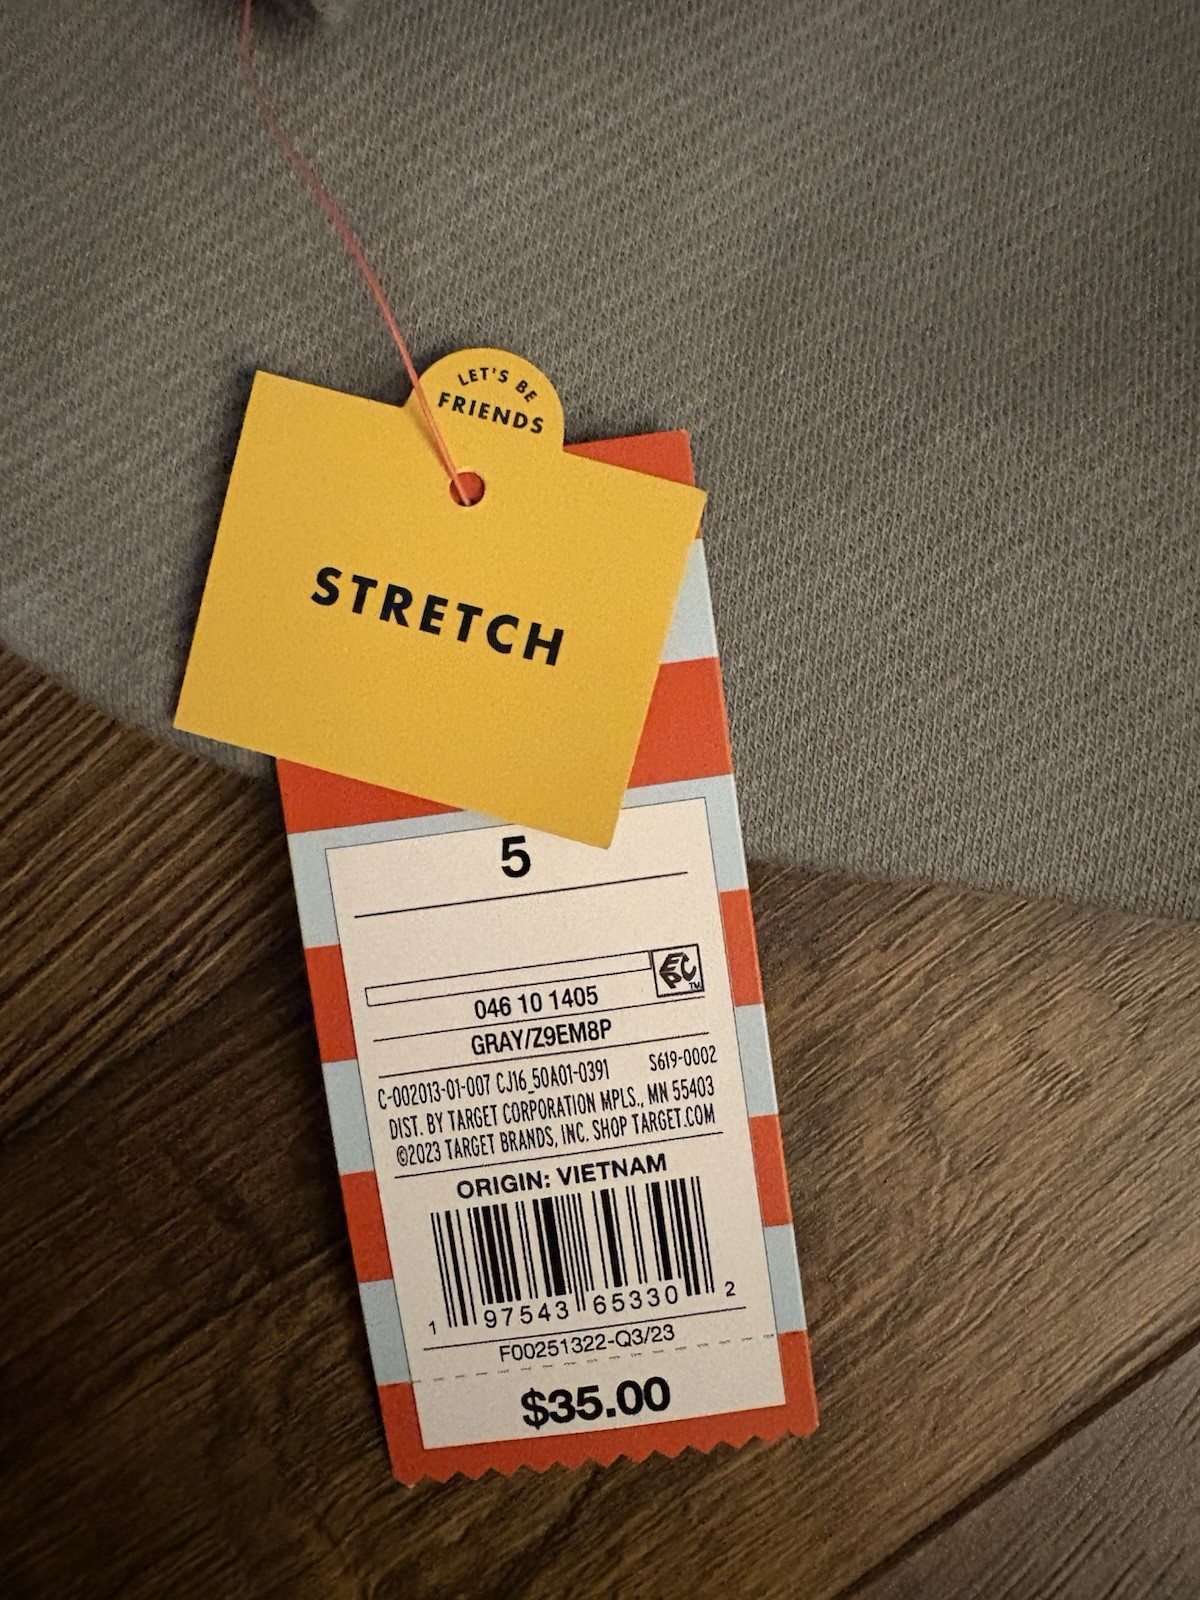 LET'S BE
FRIENDS
STRETCH
5
EPC TM
046 10 1405
GRAY/Z9EM8P
C-002013-01-007 CJ16_50A01-0391 S619-0002
DIST. BY TARGET CORPORATION MPLS., MN 55403
©2023 TARGET BRANDS, INC. SHOP TARGET.COM
ORIGIN: VIETNAM
1 97543 65330 2
F00251322-Q3/23
$35.00